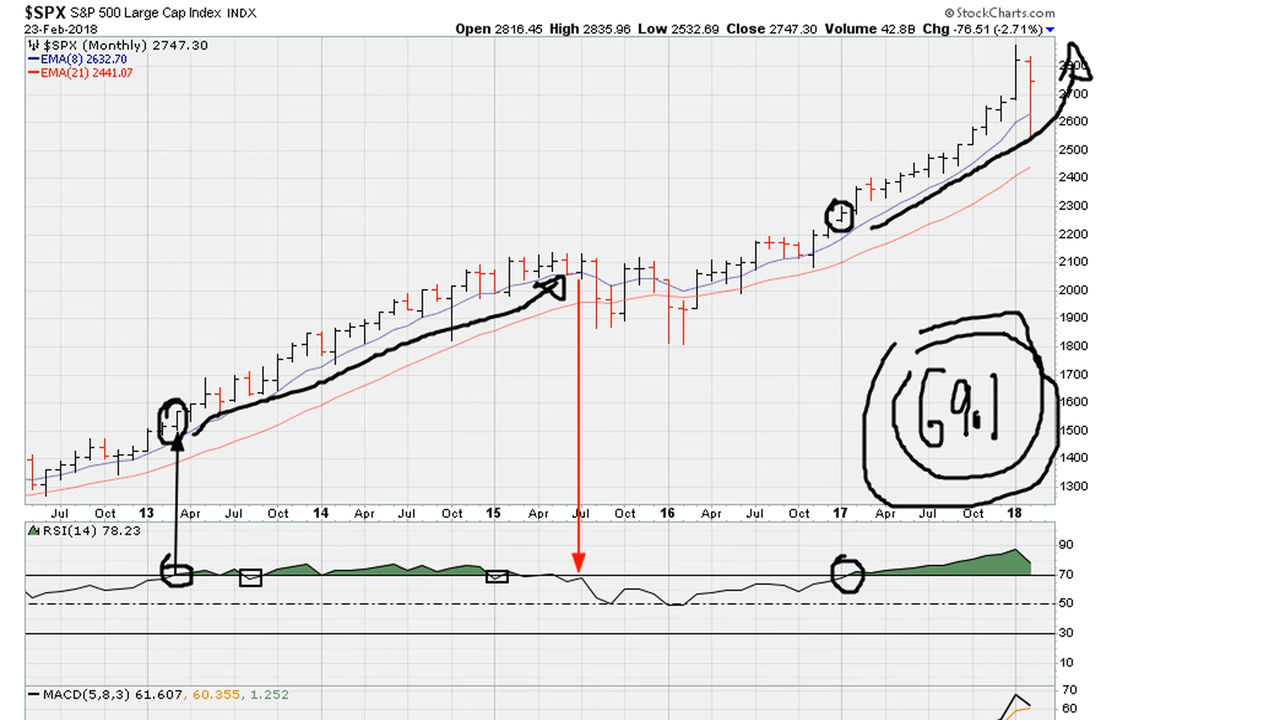 $SPX S&P 500 Large Cap Index INDX
© StockCharts.com
23-Feb-2018
Open 2816.45 High 2835.96 Low 2532.69 Close 2747.30 Volume 42.8B Chg -76.51 (-2.71%)
$SPX (Monthly) 2747.30
EMA(8) 2632.70
EMA(21) 2441.07
2900
2700
2600
2500
2400
2300
2200
2100
2000
1900
1800
1700
1600
1500
1400
1300
69.1
Jul Oct 13 Apr Jul Oct 14 Apr Jul Oct 15 Apr Jul Oct 16 Apr Jul Oct 17 Apr Jul Oct 18
RSI(14) 78.23
90
70
50
30
10
MACD(5,8,3) 61.607, 60.355, 1.252
70
60